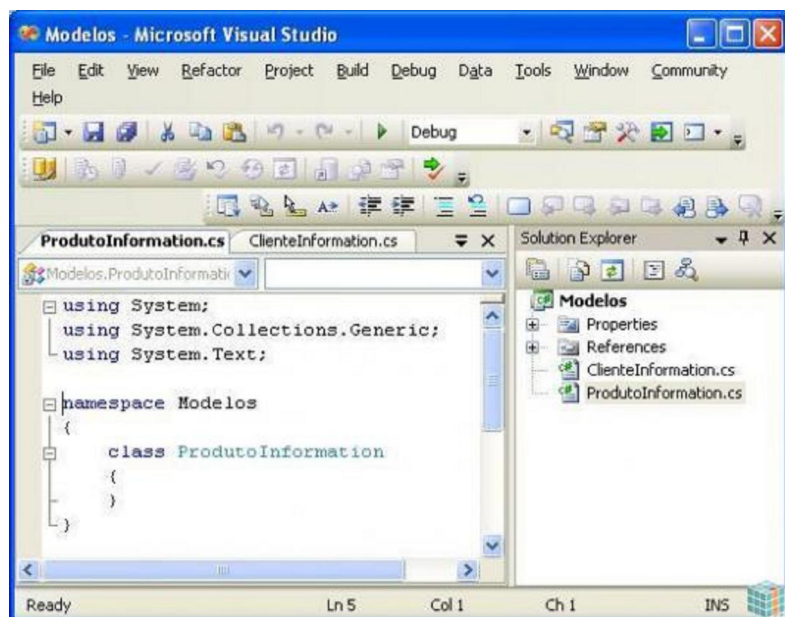 Modelos - Microsoft Visual Studio
File Edit View Refactor Project Build Debug Data Tools Window Community
Help
Debug
ProdutoInformation.cs ClienteInformation.cs
Solution Explorer
Modelos.ProdutoInformati
using System;
using System.Collections.Generic;
using System.Text;
namespace Modelos
{
class ProdutoInformation
{
}
}
Modelos
Properties
References
ClienteInformation.cs
ProdutoInformation.cs
Ready Ln 5 Col 1 Ch 1 INS